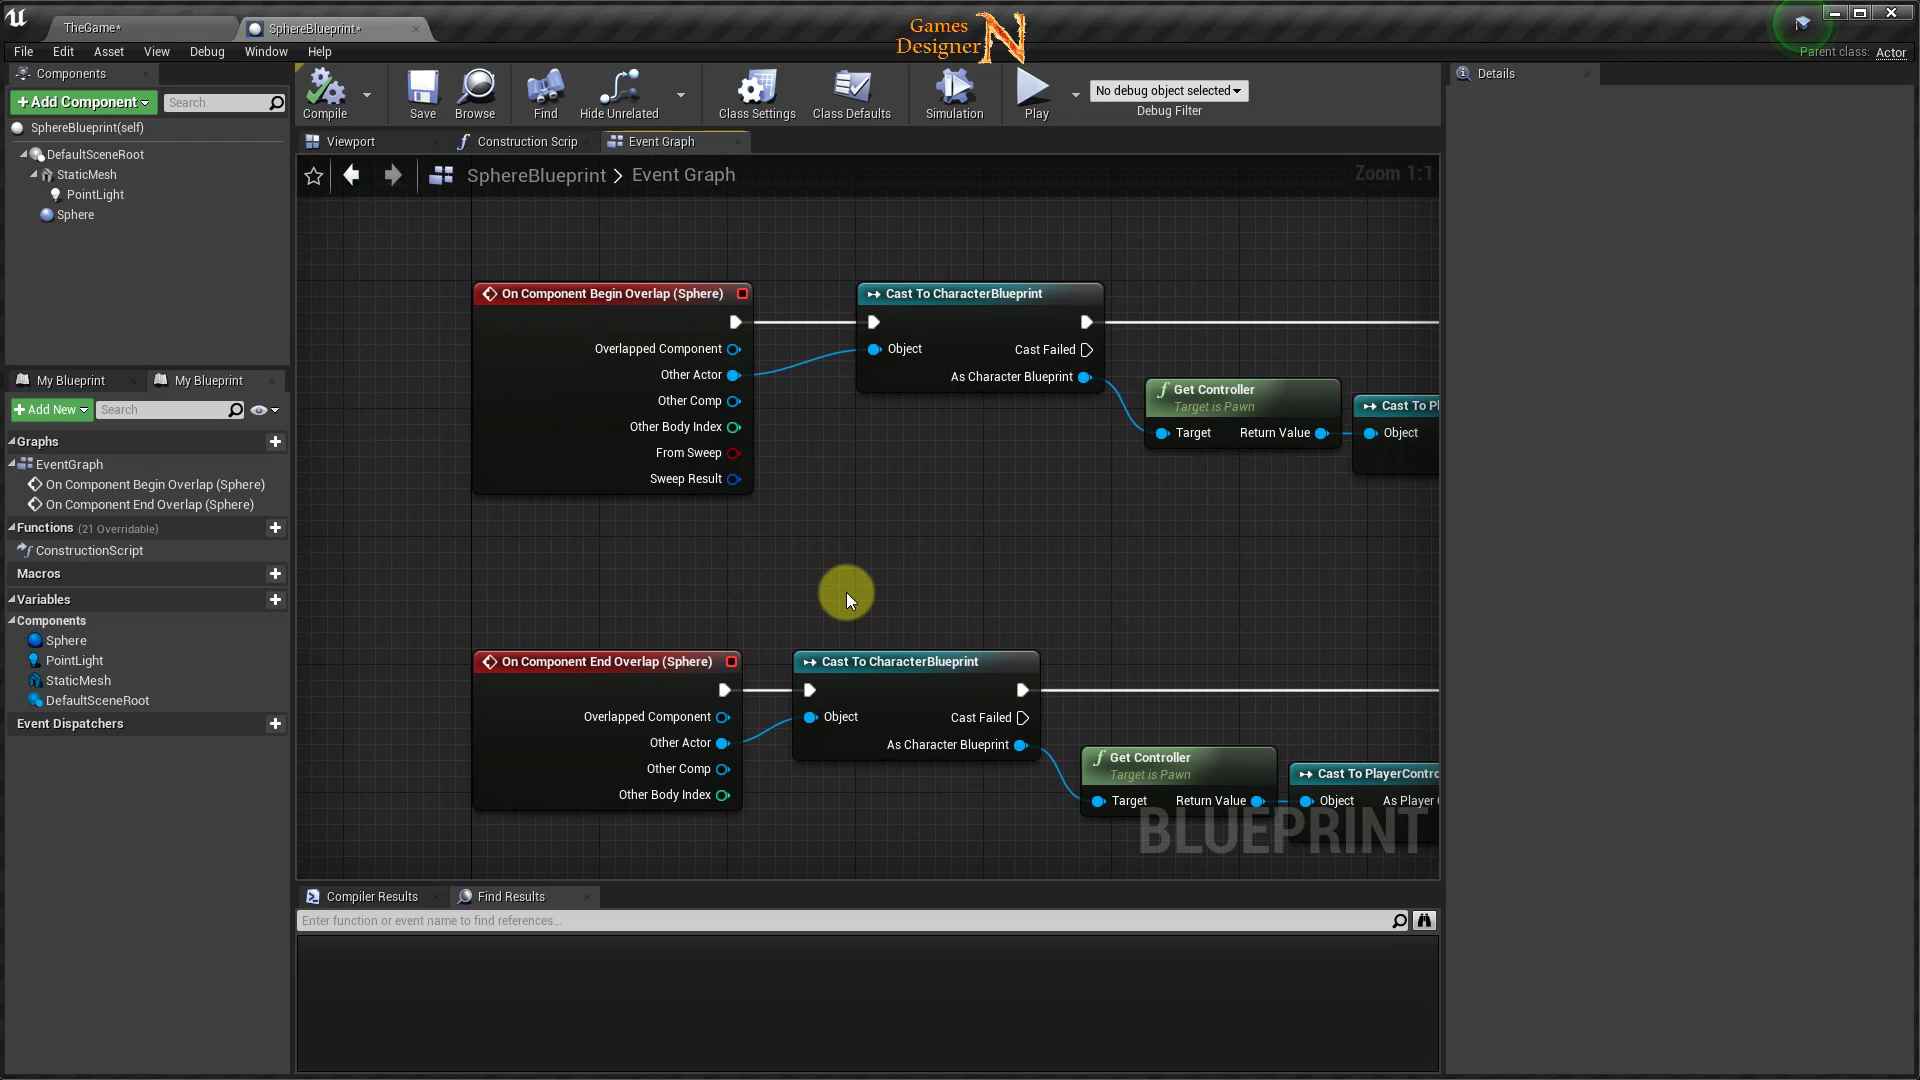 TheGame*
SphereBlueprint*
Games
Designer N
Parent class: Actor
File Edit Asset View Debug Window Help
Components
+Add Component
Search
SphereBlueprint(self)
DefaultSceneRoot
StaticMesh
PointLight
Sphere
My Blueprint
My Blueprint
+Add New
Search
Graphs
EventGraph
On Component Begin Overlap (Sphere)
On Component End Overlap (Sphere)
Functions (21 Overridable)
ConstructionScript
Macros
Variables
Components
Sphere
PointLight
StaticMesh
DefaultSceneRoot
Event Dispatchers
Compile
Save
Browse
Find
Hide Unrelated
Class Settings
Class Defaults
Simulation
Play
No debug object selected
Debug Filter
Viewport
Construction Scrip
Event Graph
SphereBlueprint > Event Graph
Zoom 1:1
On Component Begin Overlap (Sphere)
Overlapped Component
Other Actor
Other Comp
Other Body Index
From Sweep
Sweep Result
Cast To CharacterBlueprint
Object
Cast Failed
As Character Blueprint
Get Controller
Target is Pawn
Target
Return Value
Cast To Pl
Object
On Component End Overlap (Sphere)
Overlapped Component
Other Actor
Other Comp
Other Body Index
Cast To CharacterBlueprint
Object
Cast Failed
As Character Blueprint
Get Controller
Target is Pawn
Target
Return Value
Cast To PlayerContro
Object
As Player
BLUEPRINT
Compiler Results
Find Results
Enter function or event name to find references...
Details